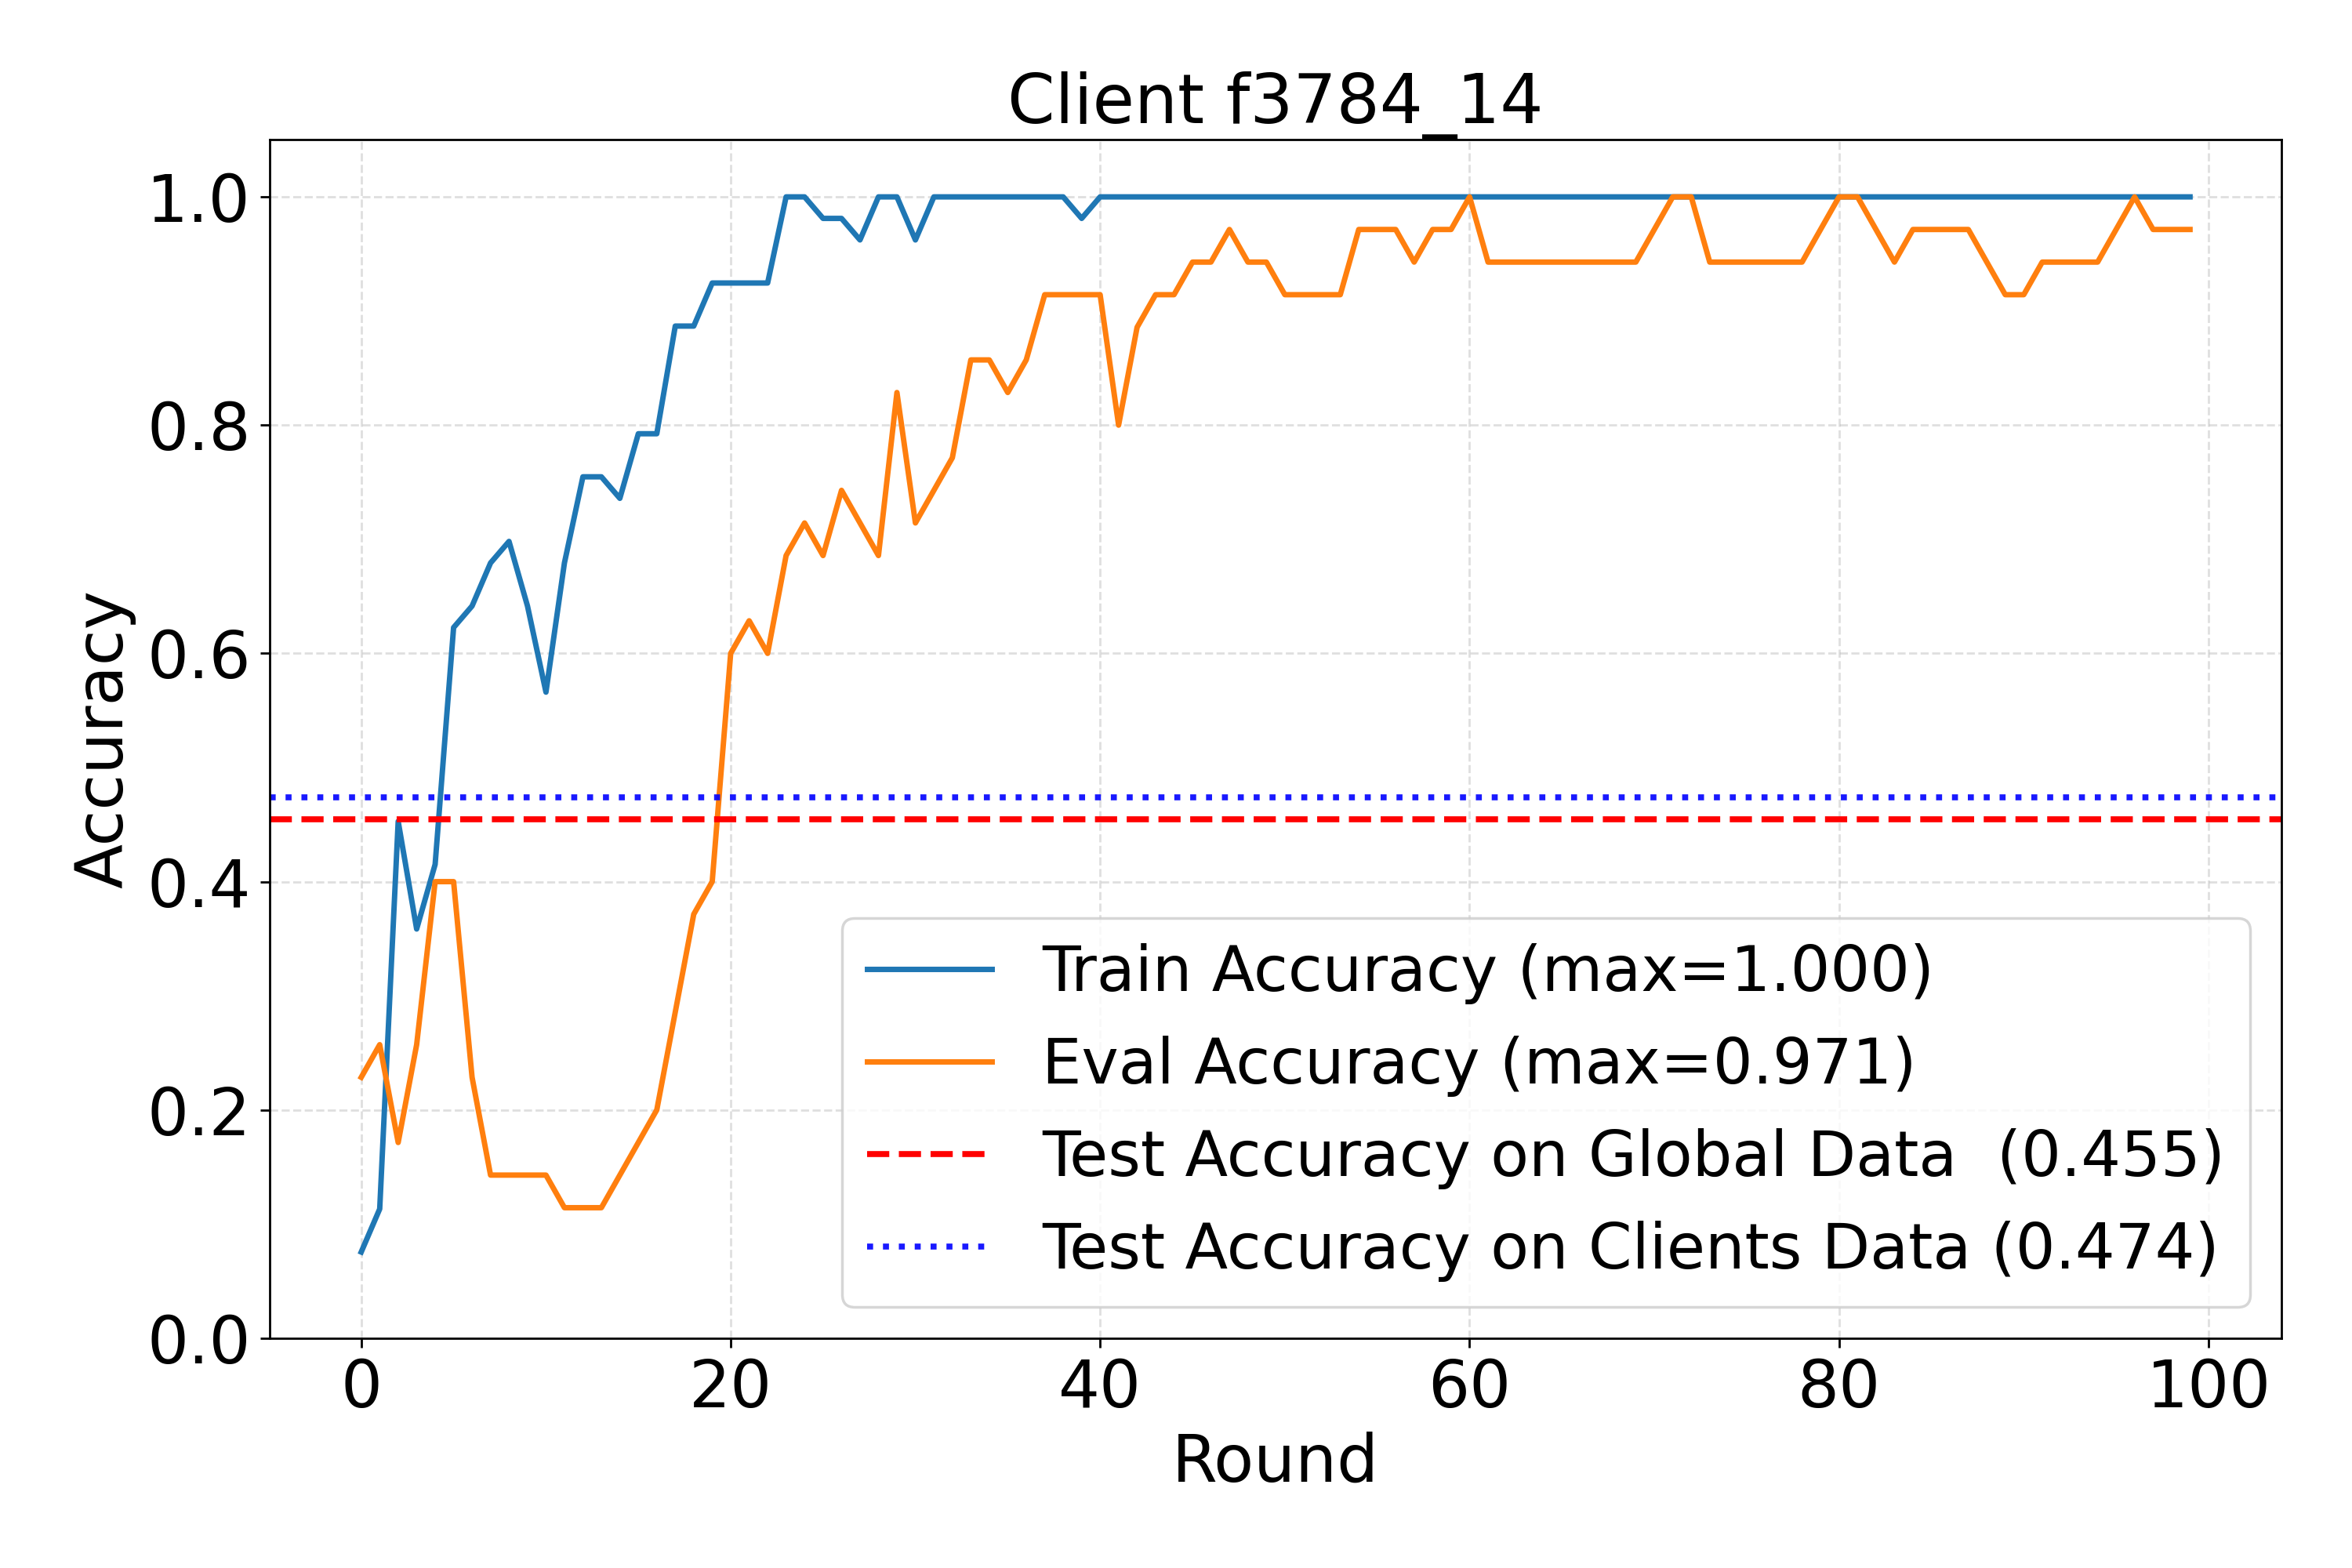 Client f3784_14
1.0
0.8
0.6
0.4
0.2
0.0
Accuracy
Train Accuracy (max=1.000)
Eval Accuracy (max=0.971)
Test Accuracy on Global Data (0.455)
Test Accuracy on Clients Data (0.474)
0 20 40 60 80 100
Round